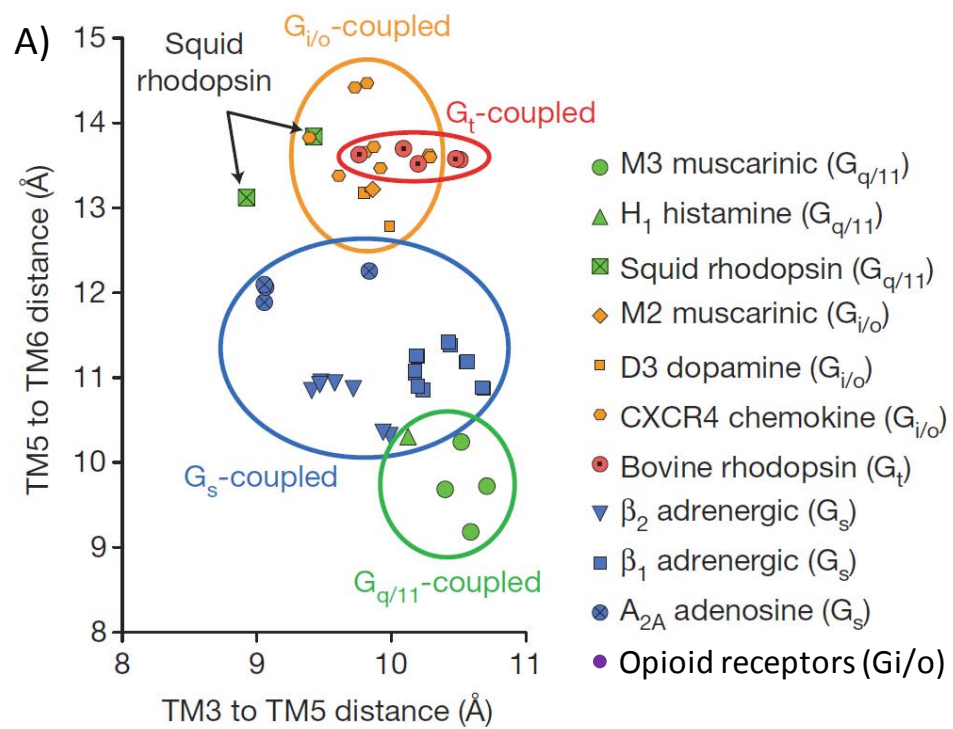 A)
15
14
13
12
11
10
9
8
8
9
10
11
TM5 to TM6 distance (Å)
TM3 to TM5 distance (Å)
Squid
rhodopsin
Gi/o-coupled
Gt-coupled
Gs-coupled
Gq/11-coupled
M3 muscarinic (Gq/11)
H1 histamine (Gq/11)
Squid rhodopsin (Gq/11)
M2 muscarinic (Gi/o)
D3 dopamine (Gi/o)
CXCR4 chemokine (Gi/o)
Bovine rhodopsin (Gt)
β2 adrenergic (Gs)
β1 adrenergic (Gs)
A2A adenosine (Gs)
Opioid receptors (Gi/o)